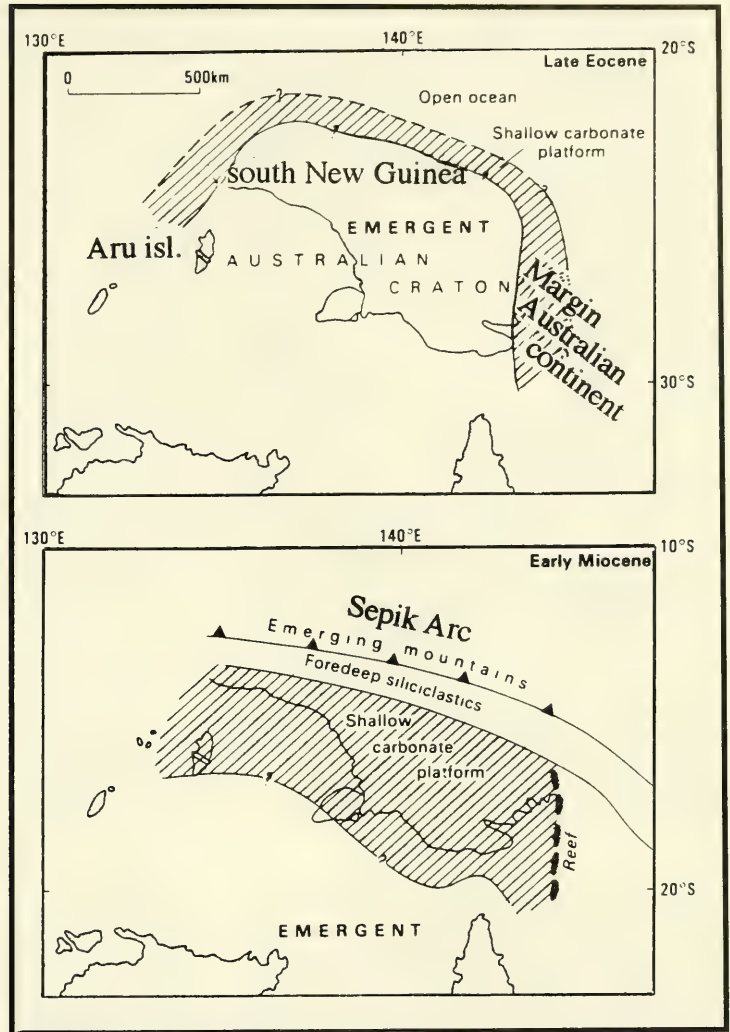 130°E 140°E
20°S
Late Eocene
0 500km
Open ocean
?
Shallow carbonate
platform
?
south New Guinea
EMERGENT
Aru isl.
AUSTRALIAN
CRATON
Margin
Australian
continent
30°S
130°E 140°E
10°S
Early Miocene
Sepik Arc
Emerging mountains
Foredeep siliciclastics
Shallow
carbonate
platform
Reef
20°S
EMERGENT